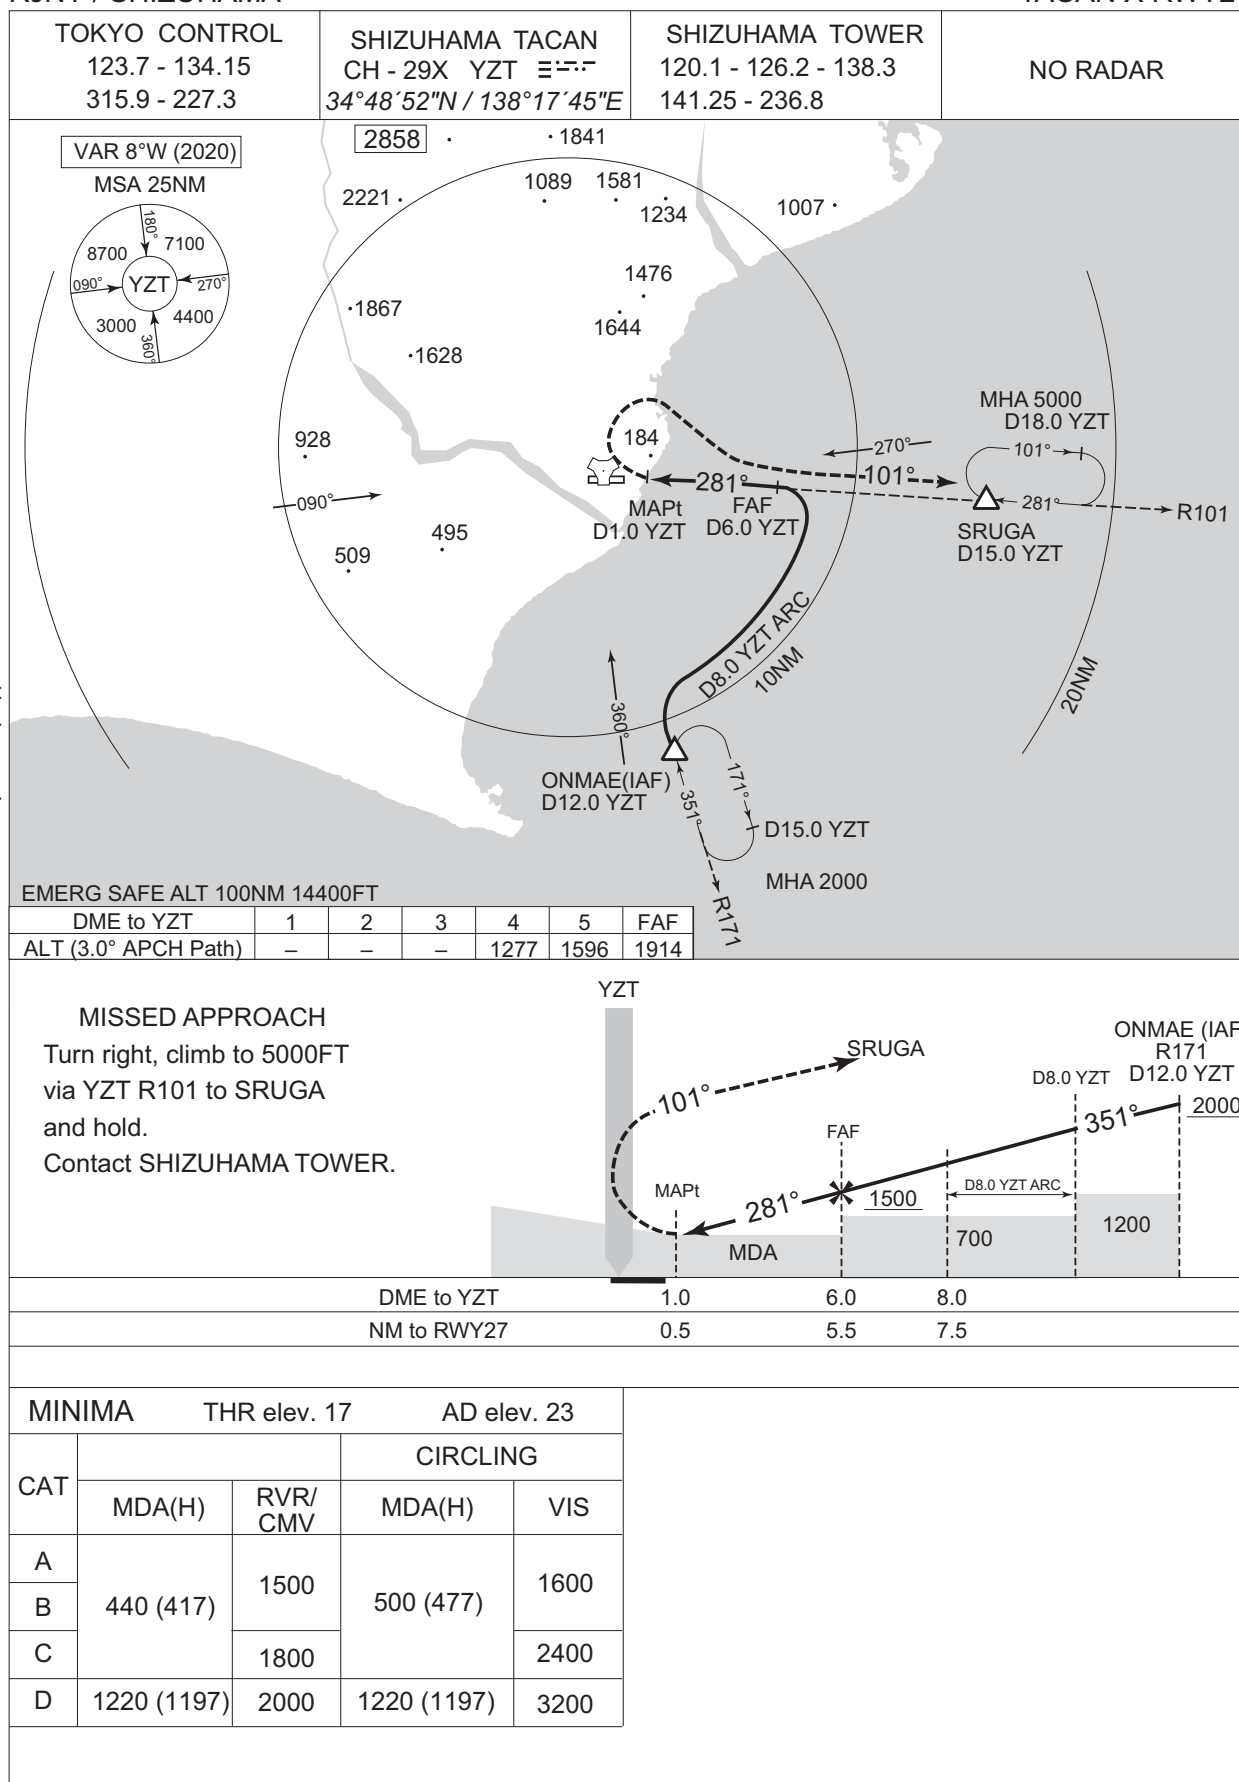 TOKYO CONTROL
123.7 - 134.15
315.9 - 227.3
SHIZUHAMA TACAN
CH - 29X YZT
34°48´52"N / 138°17´45"E
SHIZUHAMA TOWER
120.1 - 126.2 - 138.3
141.25 - 236.8
NO RADAR
VAR 8°W (2020)
MSA 25NM
180°
8700
7100
090°
YZT
270°
3000
4400
360°
2858
1841
2221
1089
1581
1234
1007
1476
1867
1644
1628
928
184
MHA 5000
D18.0 YZT
270°
101°
101°
281°
281°
R101
090°
MAPt
D1.0 YZT
FAF
D6.0 YZT
SRUGA
D15.0 YZT
495
509
D8.0 YZT ARC
10NM
20NM
360°
ONMAE(IAF)
D12.0 YZT
171°
351°
D15.0 YZT
MHA 2000
R171
EMERG SAFE ALT 100NM 14400FT
DME to YZT 1 2 3 4 5 FAF
ALT (3.0° APCH Path) – – – 1277 1596 1914
MISSED APPROACH
Turn right, climb to 5000FT
via YZT R101 to SRUGA
and hold.
Contact SHIZUHAMA TOWER.
YZT
SRUGA
101°
ONMAE (IAF
R171
D12.0 YZT
D8.0 YZT
2000
351°
FAF
MAPt
281°
1500
D8.0 YZT ARC
MDA
700
1200
DME to YZT 1.0 6.0 8.0
NM to RWY27 0.5 5.5 7.5
MINIMA THR elev. 17 AD elev. 23
CIRCLING
CAT
MDA(H)
RVR/
CMV
MDA(H)
VIS
A
B
440 (417)
1500
500 (477)
1600
C
1800
2400
D 1220 (1197) 2000 1220 (1197) 3200